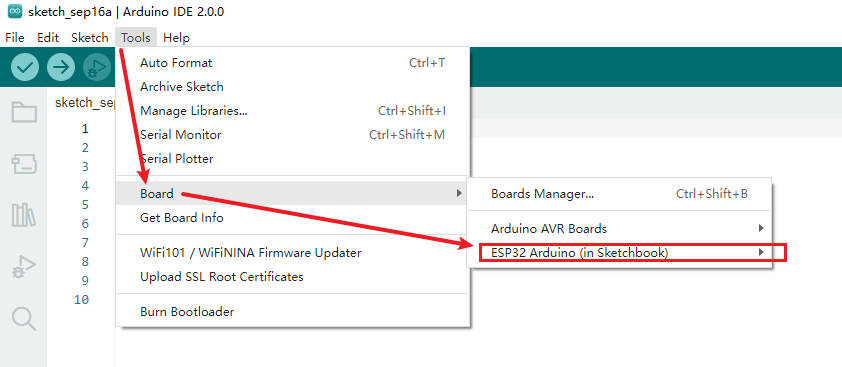 sketch_sep16a | Arduino IDE 2.0.0
File Edit Sketch Tools Help
Auto Format Ctrl+T
Archive Sketch
Manage Libraries... Ctrl+Shift+I
Serial Monitor Ctrl+Shift+M
Serial Plotter
Board
Get Board Info
WiFi101 / WiFiNINA Firmware Updater
Upload SSL Root Certificates
Burn Bootloader
Boards Manager... Ctrl+Shift+B
Arduino AVR Boards
ESP32 Arduino (in Sketchbook)
sketch_sep
1
2
3
4
5
6
7
8
9
10